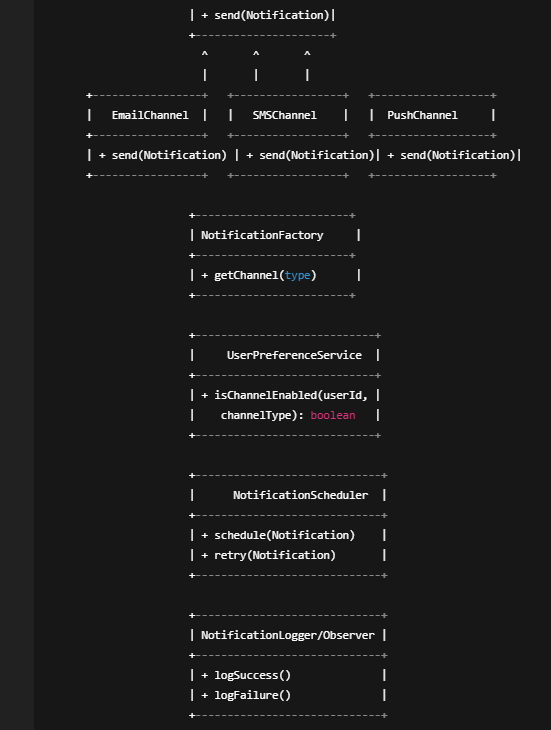 | + send(Notification)|
+---------------------+
^ ^ ^
| | |
+-----------------+ +-----------------+ +------------------+
| EmailChannel | | SMSChannel | | PushChannel |
+-----------------+ +-----------------+ +------------------+
| + send(Notification) | + send(Notification)| + send(Notification)|
+-----------------+ +-----------------+ +------------------+
+------------------------+
| NotificationFactory |
+------------------------+
| + getChannel(type) |
+------------------------+
+----------------------------+
| UserPreferenceService |
+----------------------------+
| + isChannelEnabled(userId, |
| channelType): boolean |
+----------------------------+
+-----------------------------+
| NotificationScheduler |
+-----------------------------+
| + schedule(Notification) |
| + retry(Notification) |
+-----------------------------+
+-----------------------------+
| NotificationLogger/Observer |
+-----------------------------+
| + logSuccess() |
| + logFailure() |
+-----------------------------+